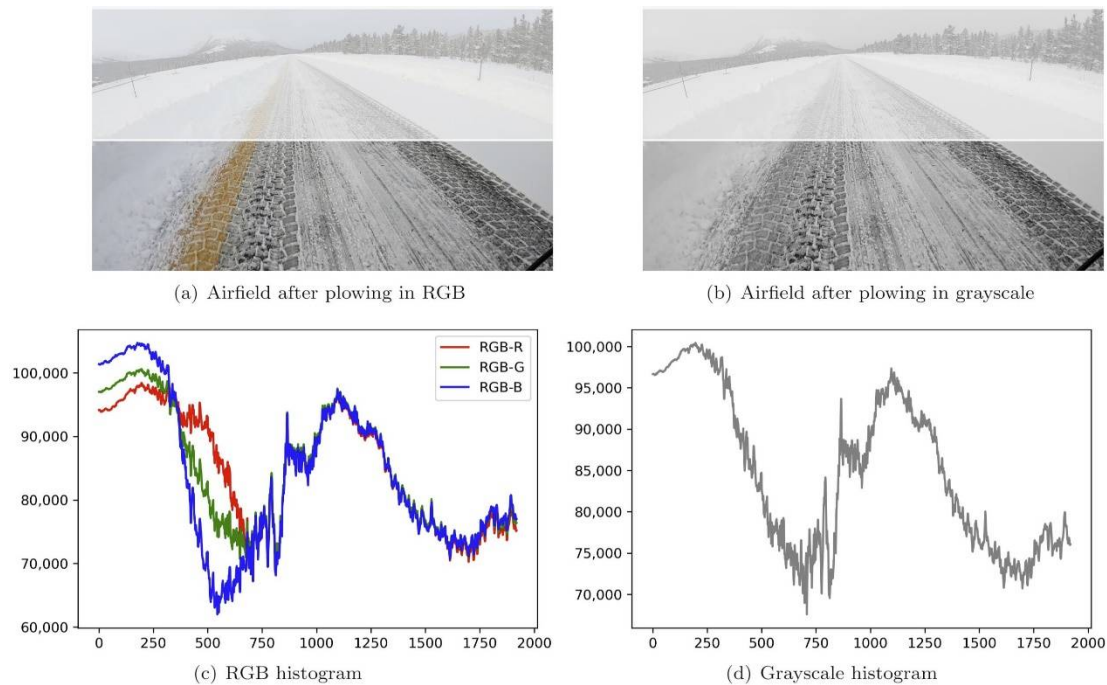 (a) Airfield after plowing in RGB
(b) Airfield after plowing in grayscale
RGB-R
RGB-G
RGB-B
100,000
90,000
80,000
70,000
60,000
0 250 500 750 1000 1250 1500 1750 2000
(c) RGB histogram
100,000
95,000
90,000
85,000
80,000
75,000
70,000
0 250 500 750 1000 1250 1500 1750 2000
(d) Grayscale histogram